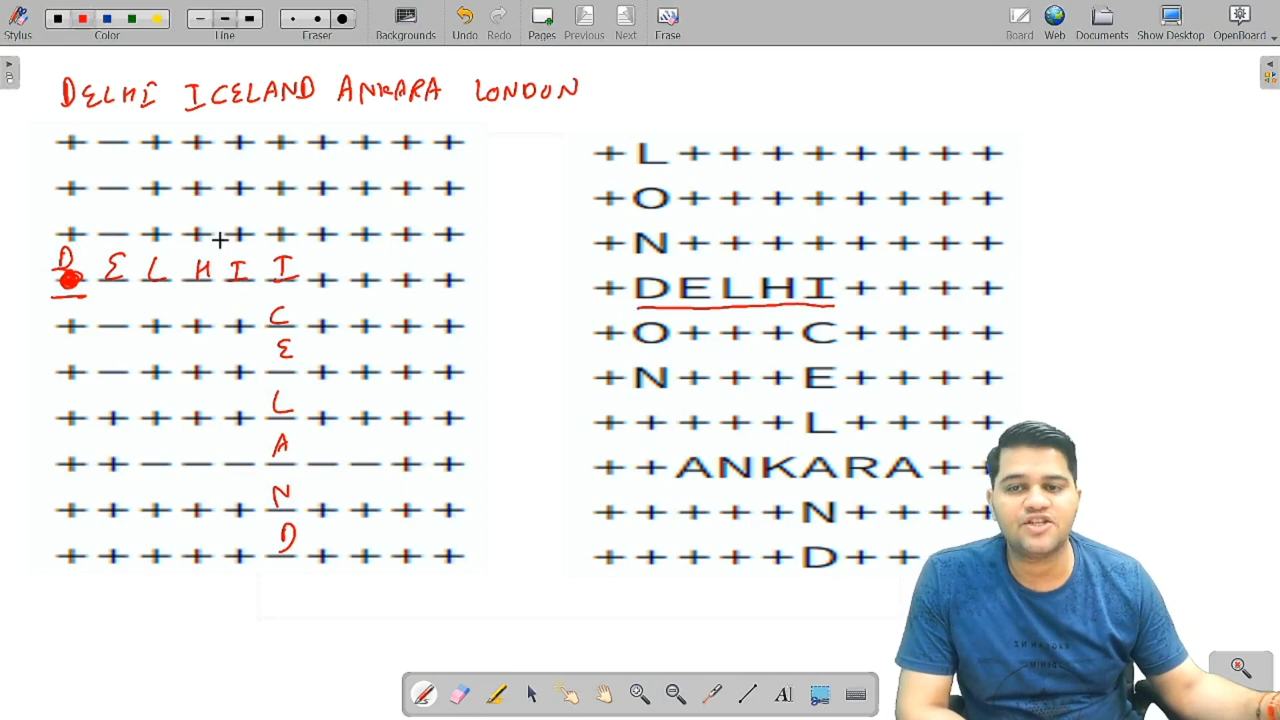 Stylus Color Line Eraser Backgrounds Undo Redo Pages Previous Next Erase Board Web Documents Show Desktop OpenBoard
DELHI ICELAND ANKARA LONDON
+ - + + + + + + + +
+ - + + + + + + + +
+ - + + + + + + + +
D E L H I I + + + +
+ - + + + C + + + +
+ - + + + E + + + +
+ + + + + L + + + +
+ + - - - A - - + +
+ + + + + N + + + +
+ + + + + D + + + +
+L++++++++
+O++++++++
+N++++++++
+DELHI++++
+O+++C++++
+N+++E++++
+++++L++++
++ANKARA++
+++++N++++
+++++D++